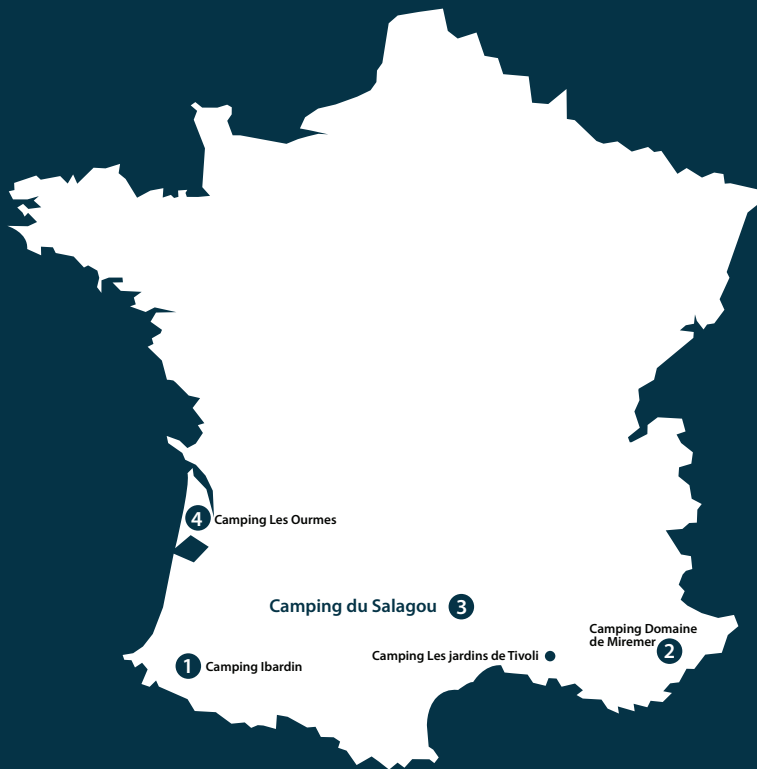 4 Camping Les Ourmes
Camping du Salagou 3
Camping Domaine
de Miremer 2
Camping Les jardins de Tivoli
1 Camping Ibardin